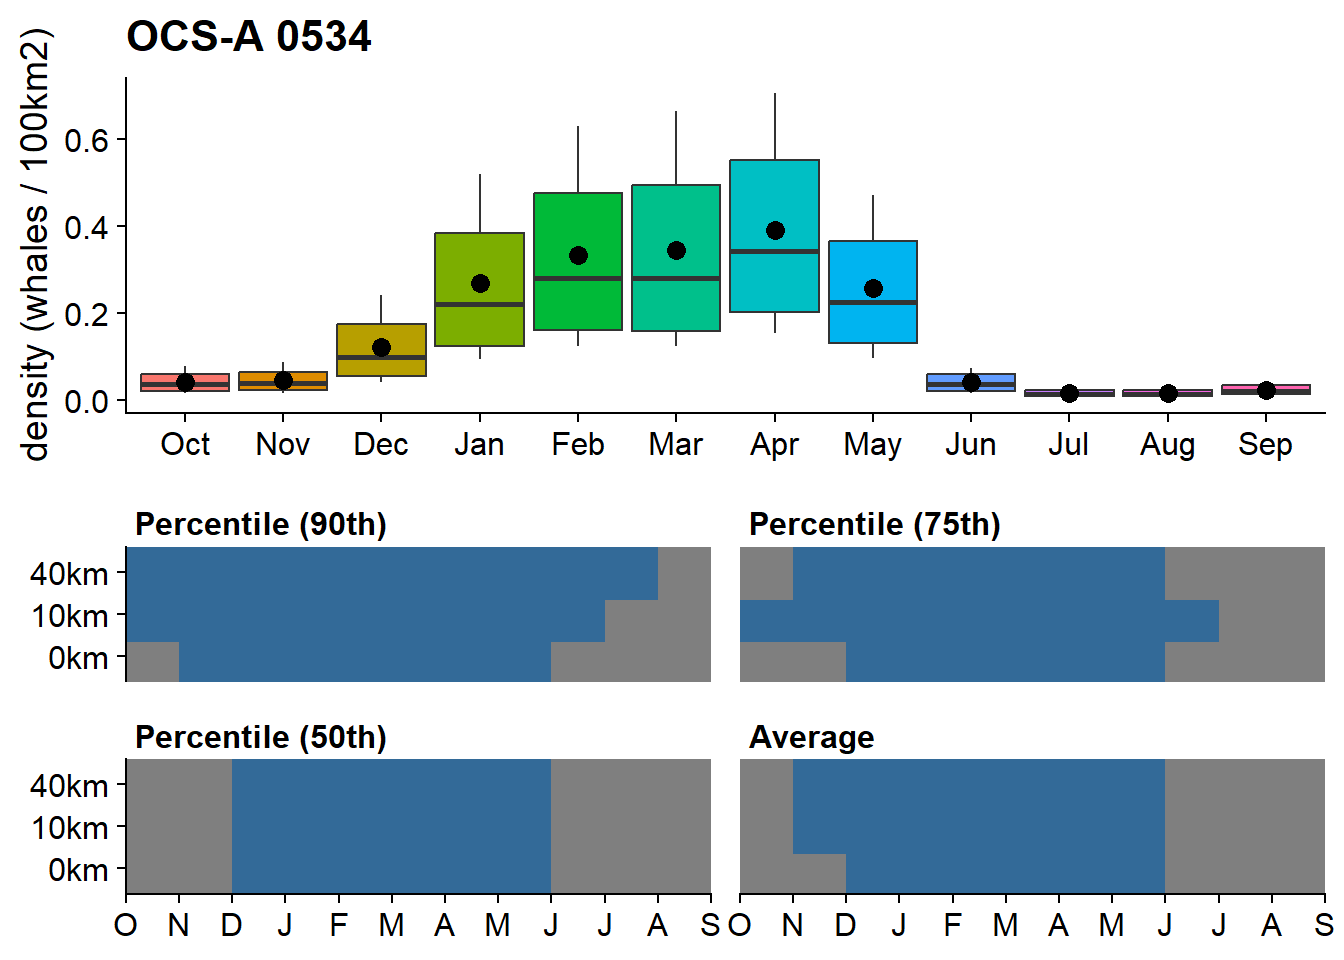 OCS-A 0534
density (whales / 100km2)
0.6
0.4
0.2
0.0
Oct Nov Dec Jan Feb Mar Apr May Jun Jul Aug Sep
Percentile (90th)
Percentile (75th)
40km
10km
0km
Percentile (50th)
Average
40km
10km
0km
O N D J F M A M J J A S
O N D J F M A M J J A S